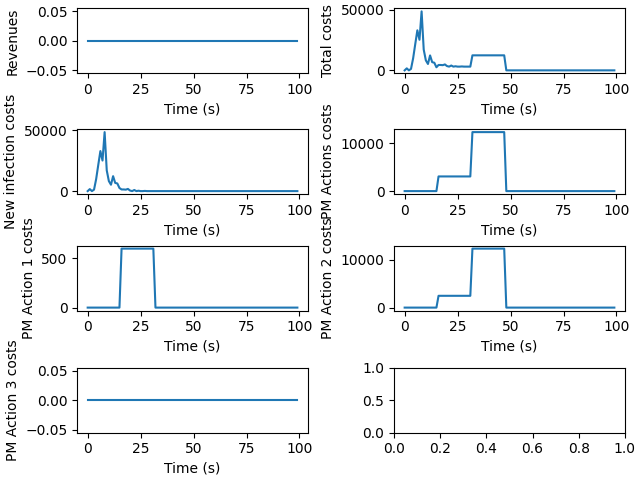 Revenues
0.05
0.00
−0.05
0 25 50 75 100
Time (s)
Total costs
50000
0
0 25 50 75 100
Time (s)
New infection costs
50000
0
0 25 50 75 100
Time (s)
PM Actions costs
10000
0
0 25 50 75 100
Time (s)
PM Action 1 costs
500
0
0 25 50 75 100
Time (s)
PM Action 2 costs
10000
0
0 25 50 75 100
Time (s)
PM Action 3 costs
0.05
0.00
−0.05
0 25 50 75 100
Time (s)
1.0
0.5
0.0
0.0 0.2 0.4 0.6 0.8 1.0